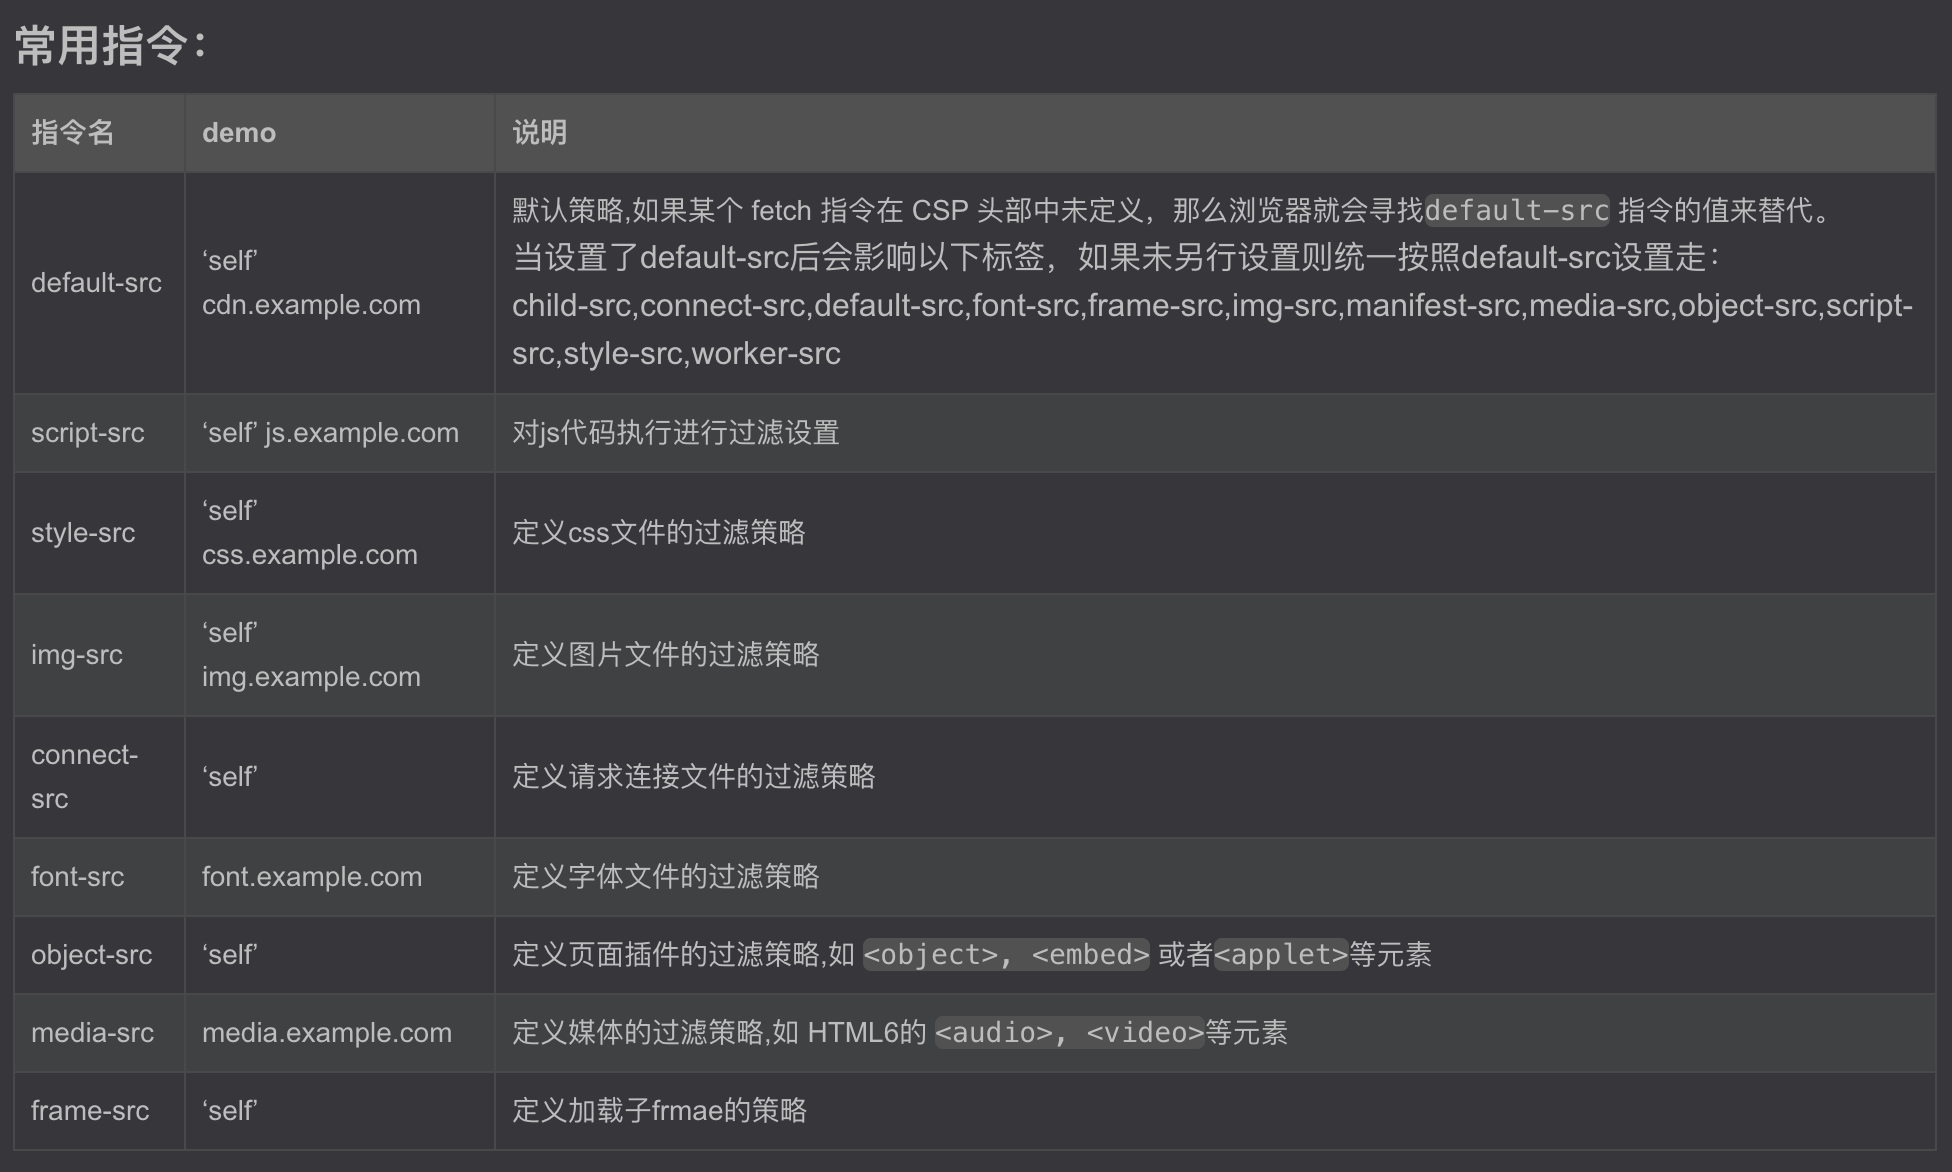 常用指令：
指令名 demo 说明
default-src
‘self’
cdn.example.com
默认策略,如果某个 fetch 指令在 CSP 头部中未定义，那么浏览器就会寻找default-src 指令的值来替代。
当设置了default-src后会影响以下标签，如果未另行设置则统一按照default-src设置走：
child-src,connect-src,default-src,font-src,frame-src,img-src,manifest-src,media-src,object-src,script-
src,style-src,worker-src
script-src ‘self’ js.example.com 对js代码执行进行过滤设置
style-src
‘self’
css.example.com
定义css文件的过滤策略
img-src
‘self’
img.example.com
定义图片文件的过滤策略
connect-
src
‘self’
定义请求连接文件的过滤策略
font-src font.example.com 定义字体文件的过滤策略
object-src ‘self’ 定义页面插件的过滤策略,如 <object>, <embed> 或者<applet>等元素
media-src media.example.com 定义媒体的过滤策略,如 HTML6的 <audio>, <video>等元素
frame-src ‘self’ 定义加载子frmae的策略